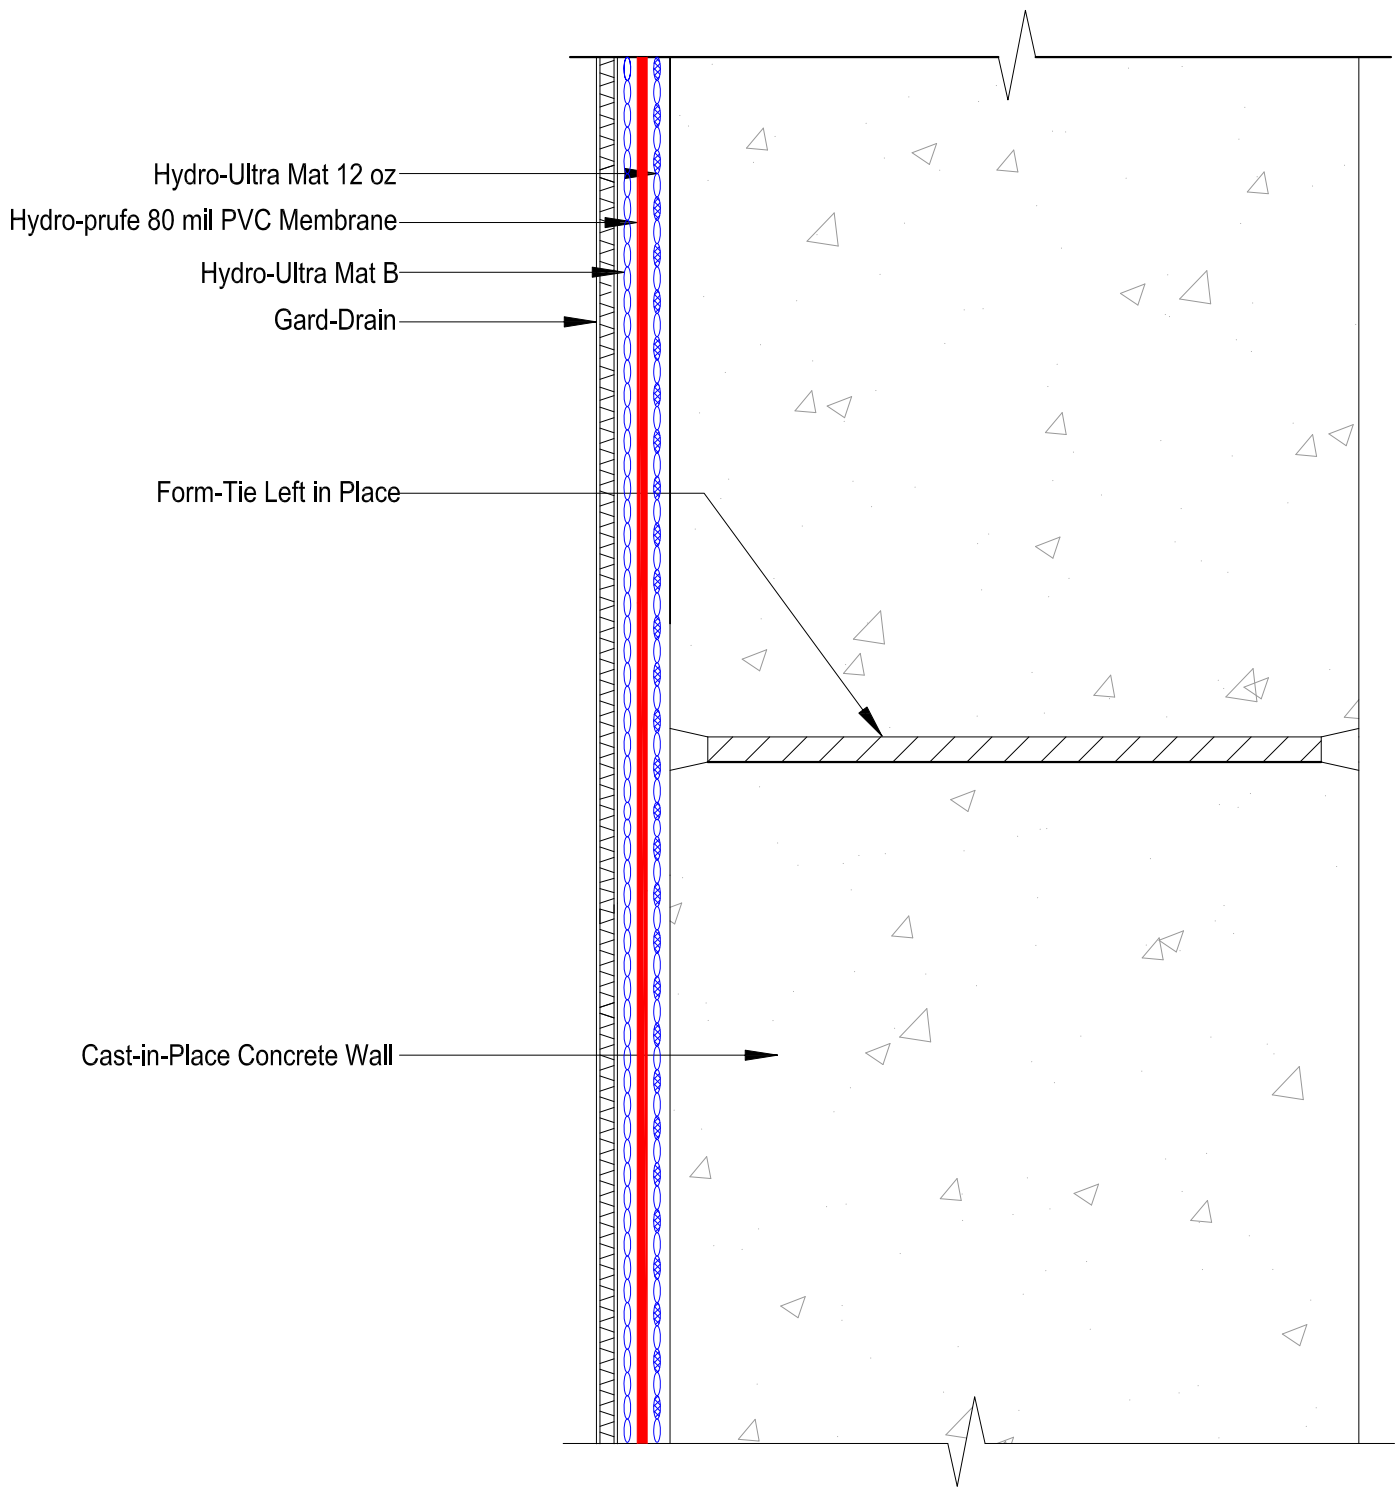 Hydro-Ultra Mat 12 oz
Hydro-prufe 80 mil PVC Membrane
Hydro-Ultra Mat B
Gard-Drain
Form-Tie Left in Place
Cast-in-Place Concrete Wall